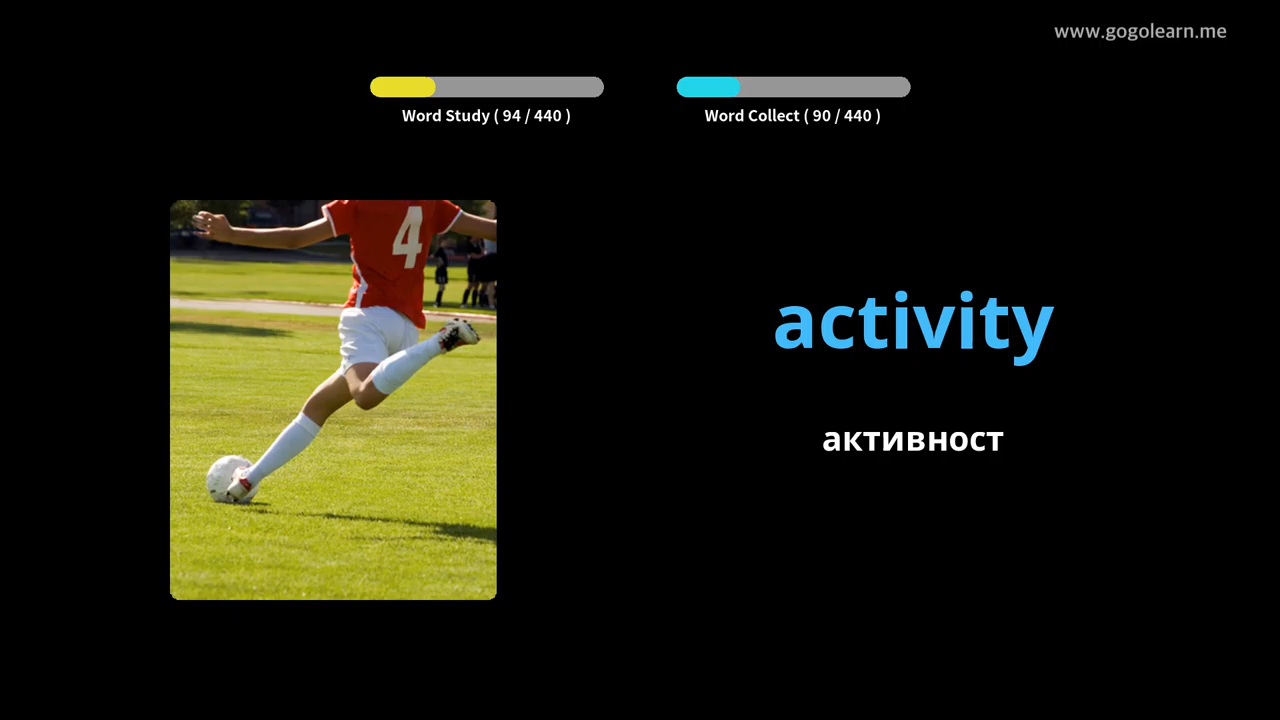 www.gogolearn.me
Word Study ( 94 / 440 )
Word Collect ( 90 / 440 )
4
activity
активност